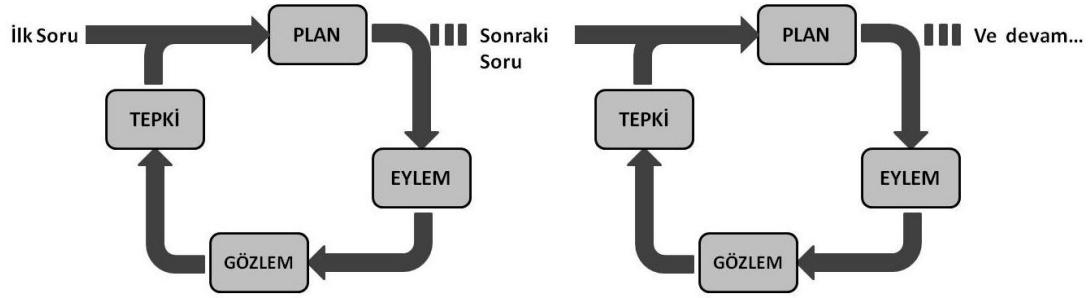 İlk Soru
PLAN
Sonraki
Soru
TEPKİ
EYLEM
GÖZLEM
PLAN
Ve devam...
TEPKİ
EYLEM
GÖZLEM